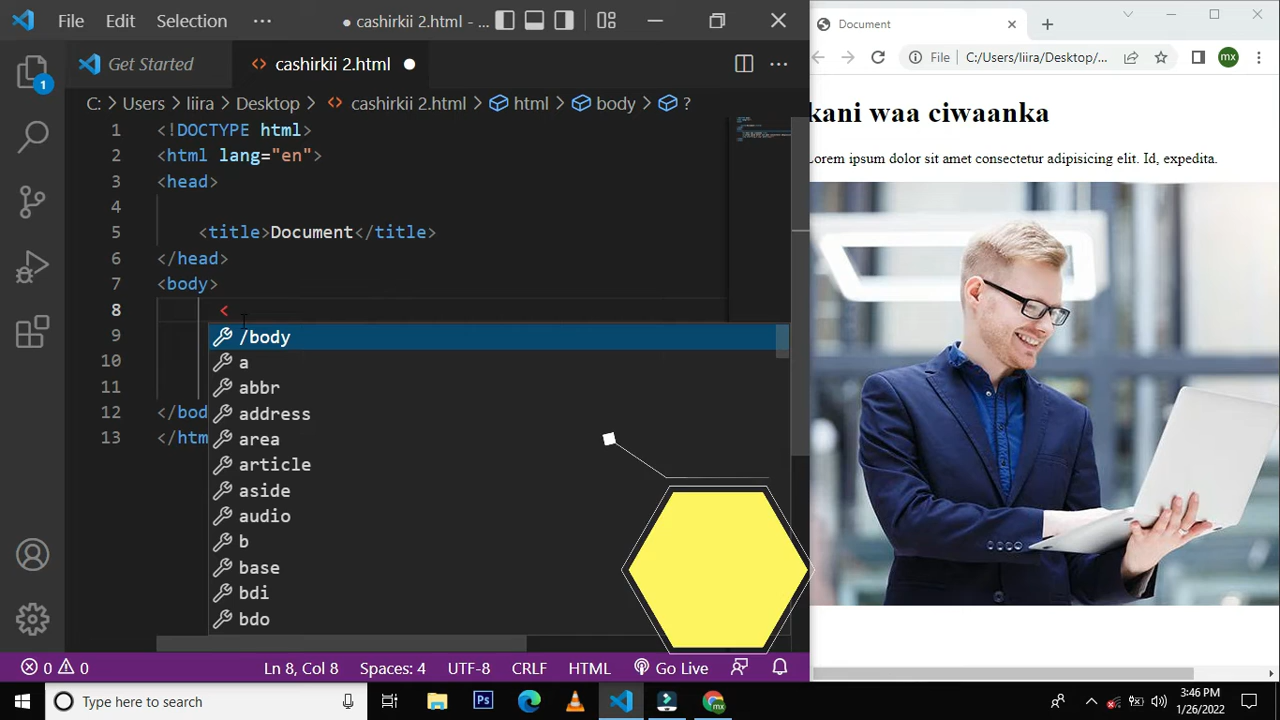 File Edit Selection ··· ● cashirkii 2.html - ...
Get Started cashirkii 2.html
C: > Users > liira > Desktop > cashirkii 2.html > html > body > ?
1 <!DOCTYPE html>
2 <html lang="en">
3 <head>
4
5 <title>Document</title>
6 </head>
7 <body>
8 <
9
10
11
12 </bod
13 </htm
/body
a
abbr
address
area
article
aside
audio
b
base
bdi
bdo
1
0 0 Ln 8, Col 8 Spaces: 4 UTF-8 CRLF HTML Go Live
Document
File C:/Users/liira/Desktop/... mx
kani waa ciwaanka
Lorem ipsum dolor sit amet consectetur adipisicing elit. Id, expedita.
Type here to search
Ps
mx
3:46 PM
1/26/2022